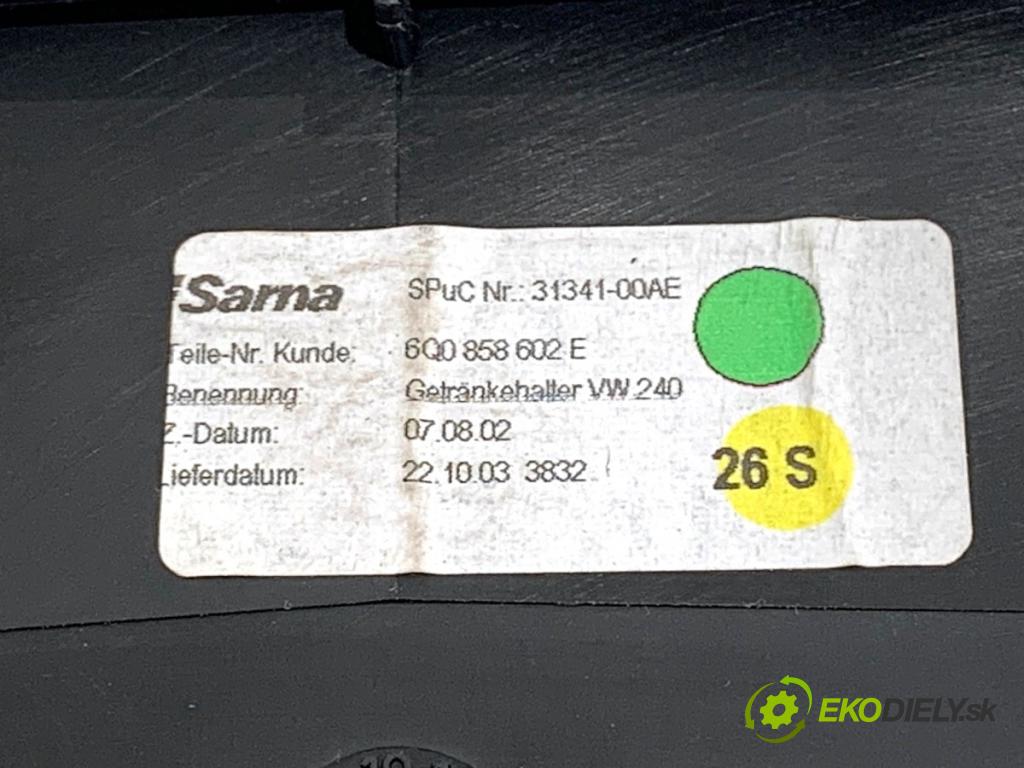 Sarna
SPuC Nr.: 31341-00AE
Teile-Nr. Kunde: 6Q0 858 602 E
Benennung: Getränkehalter VW 240
Z.-Datum: 07.08.02
Lieferdatum: 22.10.03 3832
26 S
EKODIELY.sk